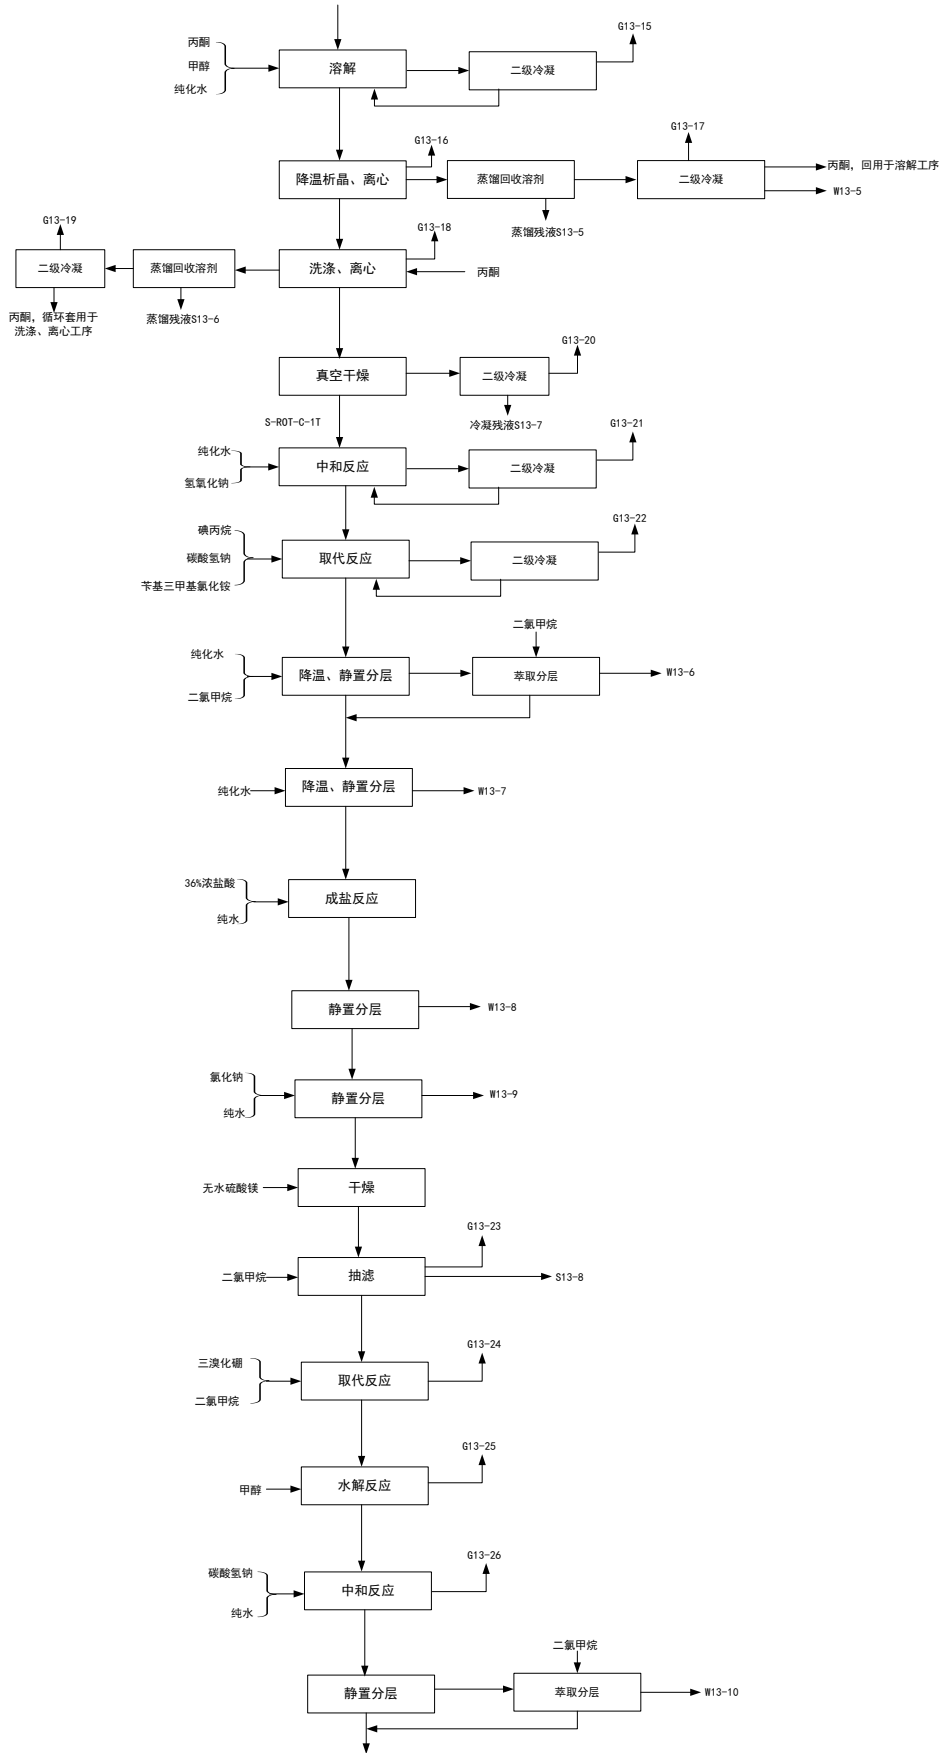 G13-15
丙酮
甲醇
纯化水
溶解
二级冷凝
G13-16
G13-17
降温析晶、离心
蒸馏回收溶剂
二级冷凝
丙酮，回用于溶解工序
W13-5
蒸馏残液S13-5
G13-19
G13-18
二级冷凝
蒸馏回收溶剂
洗涤、离心
丙酮
丙酮，循环套用于
洗涤、离心工序
蒸馏残液S13-6
G13-20
真空干燥
二级冷凝
S-ROT-C-1T
冷凝残液S13-7
G13-21
纯化水
氢氧化钠
中和反应
二级冷凝
G13-22
碘丙烷
碳酸氢钠
苄基三甲基氯化铵
取代反应
二级冷凝
二氯甲烷
纯化水
二氯甲烷
降温、静置分层
萃取分层
W13-6
纯化水
降温、静置分层
W13-7
36%浓盐酸
纯水
成盐反应
静置分层
W13-8
氯化钠
纯水
静置分层
W13-9
无水硫酸镁
干燥
G13-23
二氯甲烷
抽滤
S13-8
G13-24
三溴化硼
二氯甲烷
取代反应
G13-25
甲醇
水解反应
G13-26
碳酸氢钠
纯水
中和反应
二氯甲烷
静置分层
萃取分层
W13-10